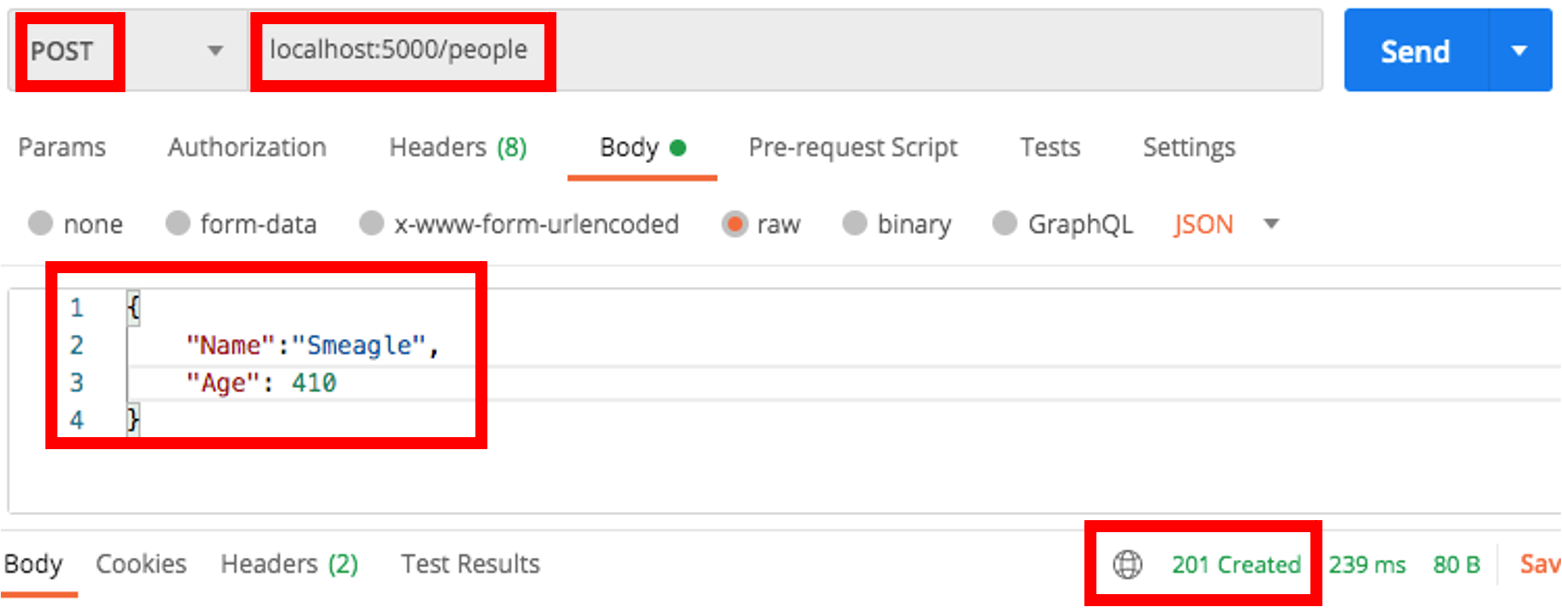 POST localhost:5000/people Send
Params Authorization Headers (8) Body Pre-request Script Tests Settings
none form-data x-www-form-urlencoded raw binary GraphQL JSON
1 {
2 "Name":"Smeagle",
3 "Age": 410
4 }
Body Cookies Headers (2) Test Results 201 Created 239 ms 80 B Sav